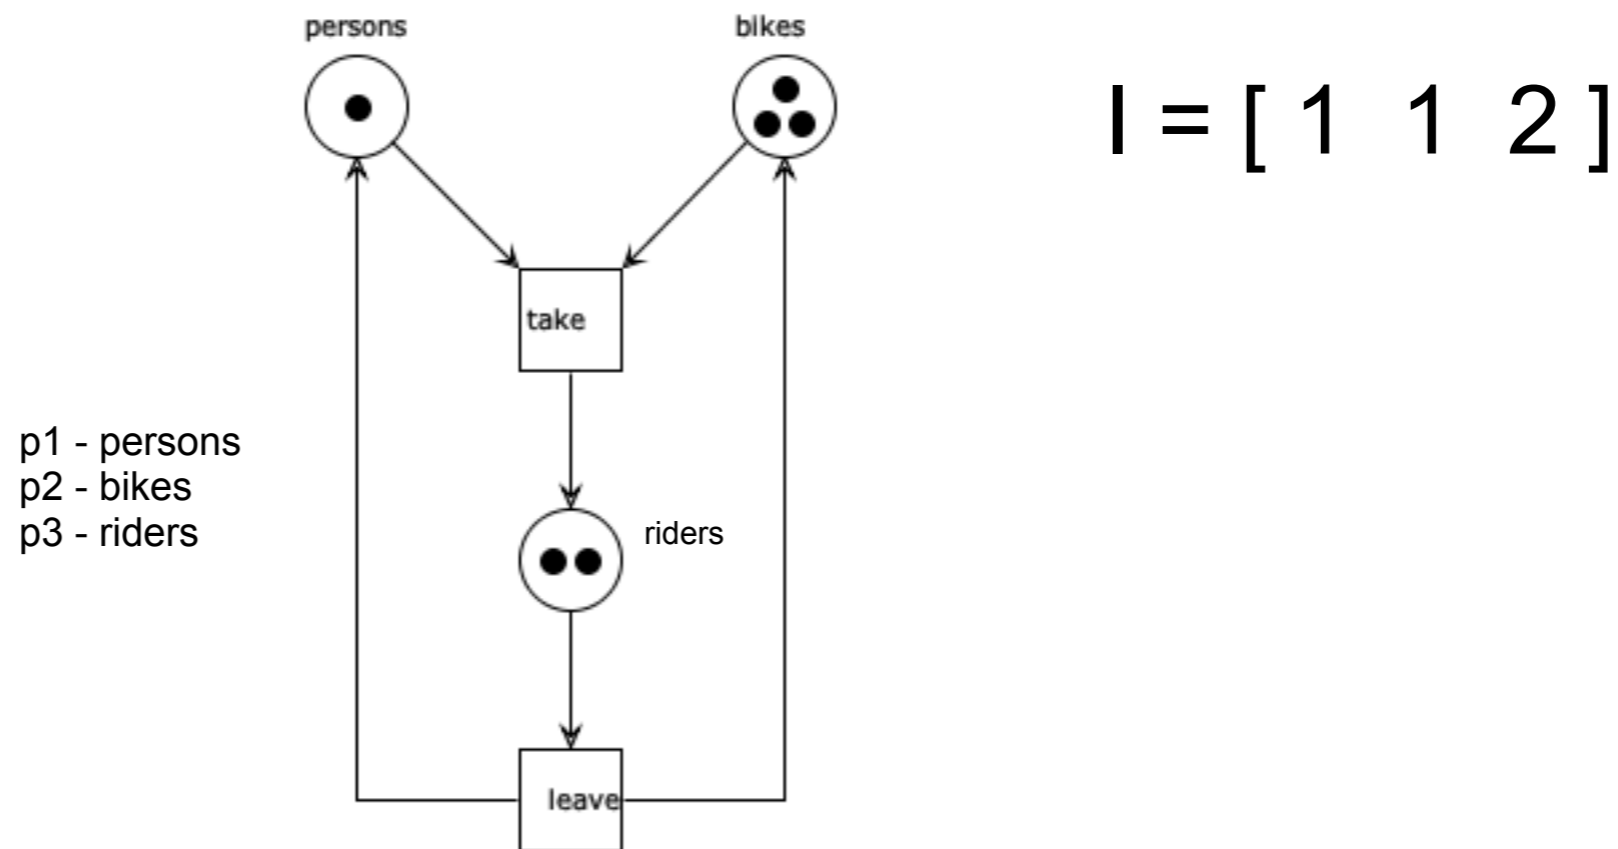 persons
bikes
I = [ 1 1 2 ]
take
p1 - persons
p2 - bikes
p3 - riders
riders
leave